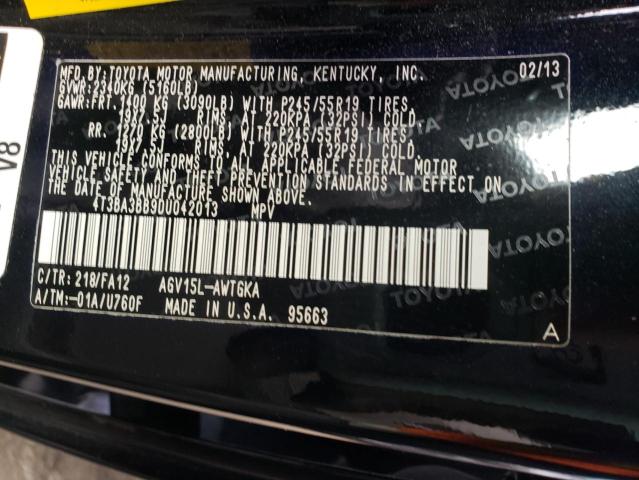 MFD. BY: TOYOTA MOTOR MANUFACTURING, KENTUCKY, INC. 02/13
GVWR: 2340KG (5160LB)
GAWR: FRT. 1400 KG (3090LB) WITH P245/55R19 TIRES,
19X7.5J RIMS AT 220KPA (32PSI) COLD.
RR. 1270 KG (2800LB) WITH P245/55R19 TIRES,
19X7.5J RIMS AT 220KPA (32PSI) COLD.
THIS VEHICLE CONFORMS TO ALL APPLICABLE FEDERAL MOTOR
VEHICLE SAFETY AND THEFT PREVENTION STANDARDS IN EFFECT ON
THE DATE OF MANUFACTURE SHOWN ABOVE.
4T3BA3BB9DU042013 MPV
C/TR: 218/FA12 AGV15L-AWTGKA
A/TM: -01A/U760F MADE IN U.S.A. 95663
A
V8
TOYOTA